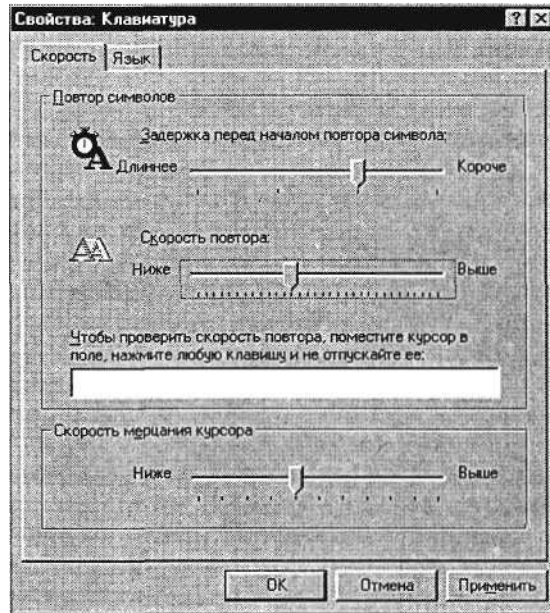 Свойства: Клавиатура
Скорость Язык
Повтор символов
Задержка перед началом повтора символа:
Длиннее Короче
Скорость повтора:
Ниже Выше
Чтобы проверить скорость повтора, поместите курсор в
поле, нажмите любую клавишу и не отпускайте ее:
Скорость мерцания курсора
Ниже Выше
OK Отмена Применить